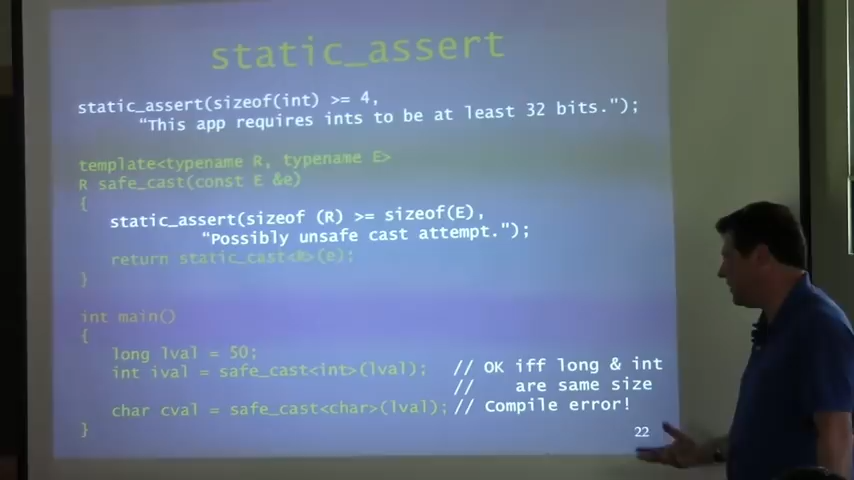 static_assert
static_assert(sizeof(int) >= 4,
"This app requires ints to be at least 32 bits.");
template<typename R, typename E>
R safe_cast(const E &e)
{
static_assert(sizeof (R) >= sizeof(E),
"Possibly unsafe cast attempt.");
return static_cast<R>(e);
}
int main()
{
long lval = 50;
int ival = safe_cast<int>(lval); // OK iff long & int
// are same size
char cval = safe_cast<char>(lval); // Compile error!
}
22